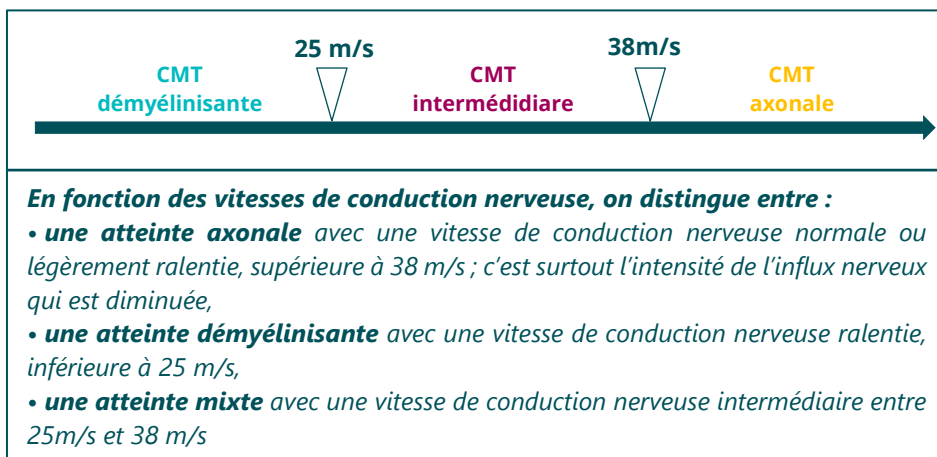 25 m/s 38m/s
CMT CMT CMT
démyélinisante intermédidiare axonale
En fonction des vitesses de conduction nerveuse, on distingue entre :
• une atteinte axonale avec une vitesse de conduction nerveuse normale ou
légèrement ralentie, supérieure à 38 m/s ; c’est surtout l’intensité de l’influx nerveux
qui est diminuée,
• une atteinte démyélinisante avec une vitesse de conduction nerveuse ralentie,
inférieure à 25 m/s,
• une atteinte mixte avec une vitesse de conduction nerveuse intermédiaire entre
25m/s et 38 m/s